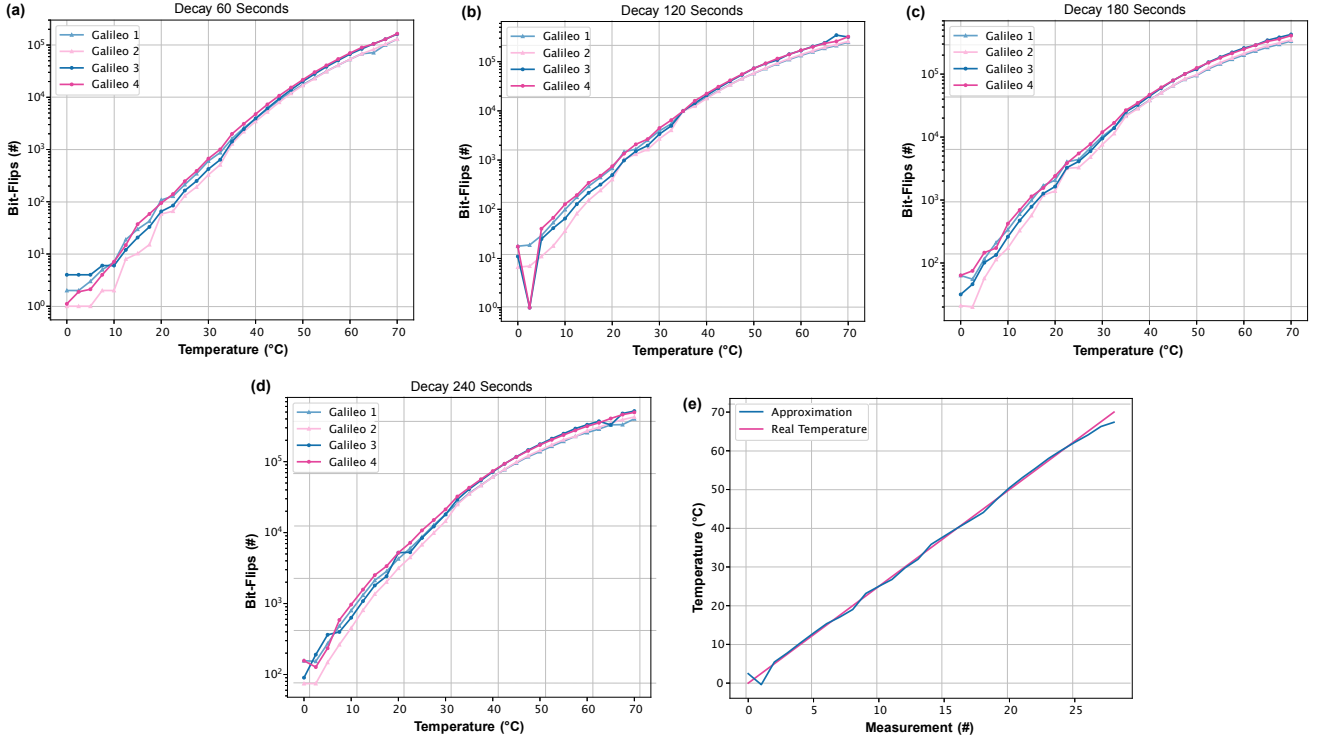 (a)
Decay 60 Seconds
Galileo 1
Galileo 2
Galileo 3
Galileo 4
Bit-Flips (#)
10^5
10^4
10^3
10^2
10^1
10^0
0 10 20 30 40 50 60 70
Temperature (°C)
(b)
Decay 120 Seconds
Galileo 1
Galileo 2
Galileo 3
Galileo 4
Bit-Flips (#)
10^5
10^4
10^3
10^2
10^1
10^0
0 10 20 30 40 50 60 70
Temperature (°C)
(c)
Decay 180 Seconds
Galileo 1
Galileo 2
Galileo 3
Galileo 4
Bit-Flips (#)
10^5
10^4
10^3
10^2
0 10 20 30 40 50 60 70
Temperature (°C)
(d)
Decay 240 Seconds
Galileo 1
Galileo 2
Galileo 3
Galileo 4
Bit-Flips (#)
10^5
10^4
10^3
10^2
0 10 20 30 40 50 60 70
Temperature (°C)
(e)
Approximation
Real Temperature
Temperature (°C)
70
60
50
40
30
20
10
0
0 5 10 15 20 25
Measurement (#)